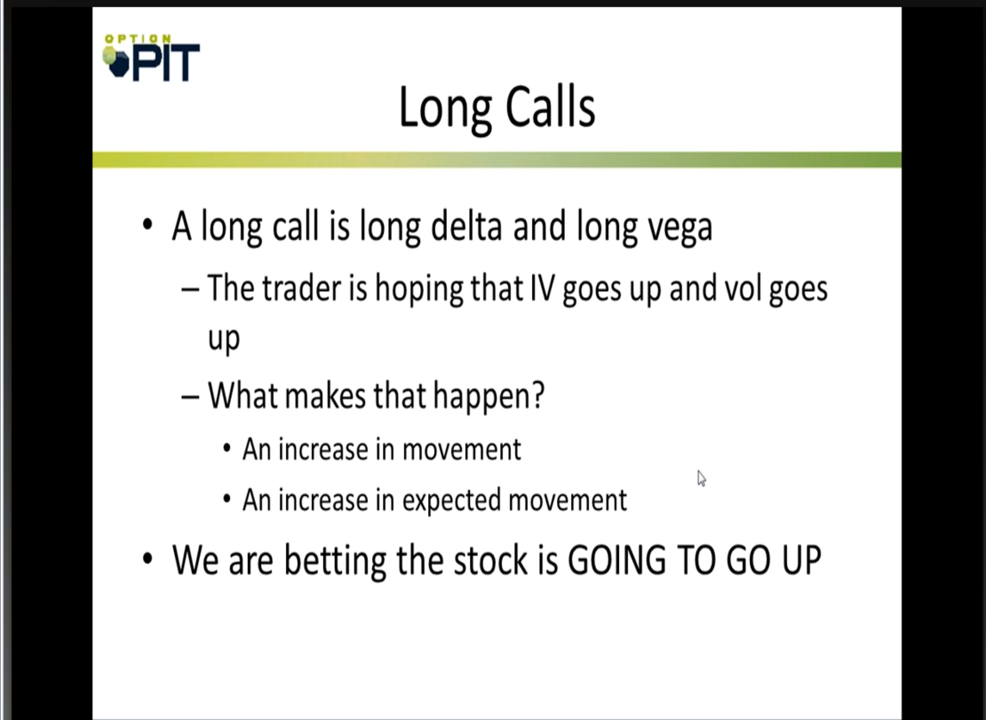 OPTION
PIT
Long Calls
• A long call is long delta and long vega
– The trader is hoping that IV goes up and vol goes
up
– What makes that happen?
• An increase in movement
• An increase in expected movement
• We are betting the stock is GOING TO GO UP